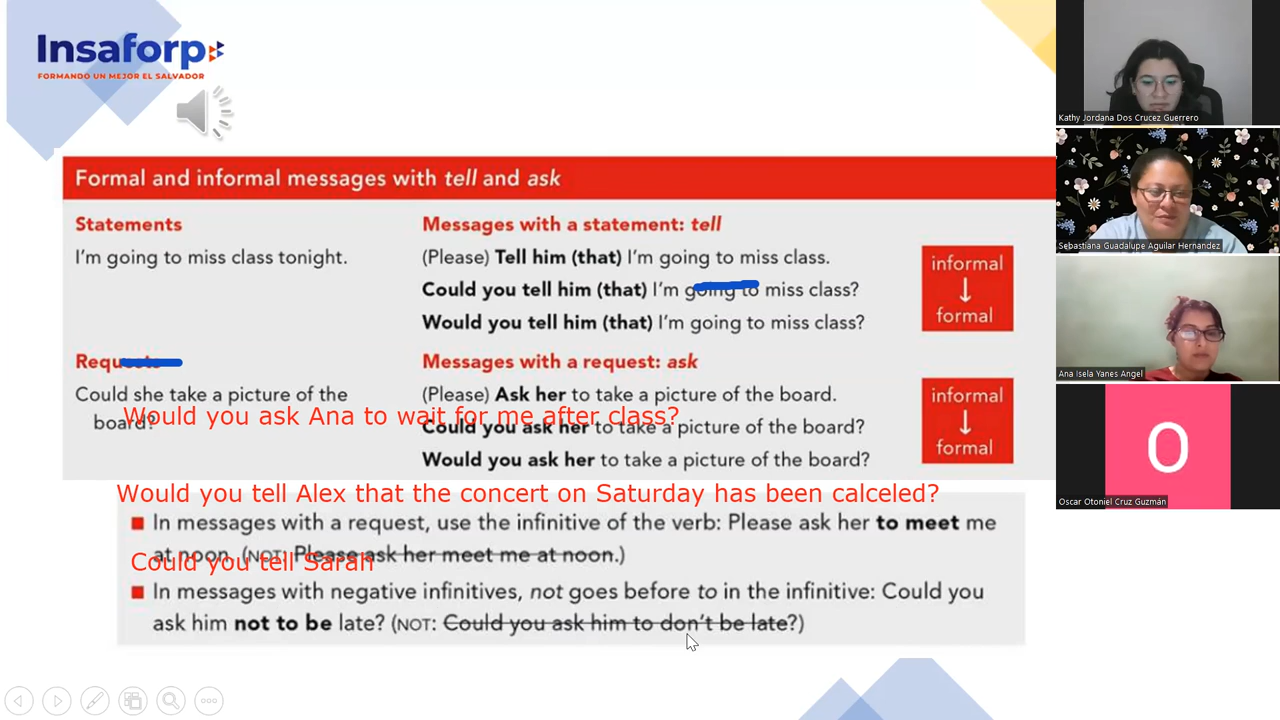 Insaforp
FORMANDO UN MEJOR EL SALVADOR
Formal and informal messages with tell and ask
Statements
I'm going to miss class tonight.
Messages with a statement: tell
(Please) Tell him (that) I'm going to miss class.
Could you tell him (that) I'm going to miss class?
Would you tell him (that) I'm going to miss class?
informal
formal
Requests
Could she take a picture of the
board?
Messages with a request: ask
(Please) Ask her to take a picture of the board.
Could you ask her to take a picture of the board?
Would you ask her to take a picture of the board?
informal
formal
Would you ask Ana to wait for me after class?
Would you tell Alex that the concert on Saturday has been calceled?
In messages with a request, use the infinitive of the verb: Please ask her to meet me
at noon. (NOT: Please ask her meet me at noon.)
Could you tell Sarah
In messages with negative infinitives, not goes before to in the infinitive: Could you
ask him not to be late? (NOT: Could you ask him to don't be late?)
Kathy Jordana Dos Crucez Guerrero
Sebastiana Guadalupe Aguilar Hernandez
Ana Isela Yanes Angel
O
Oscar Otoniel Cruz Guzmán